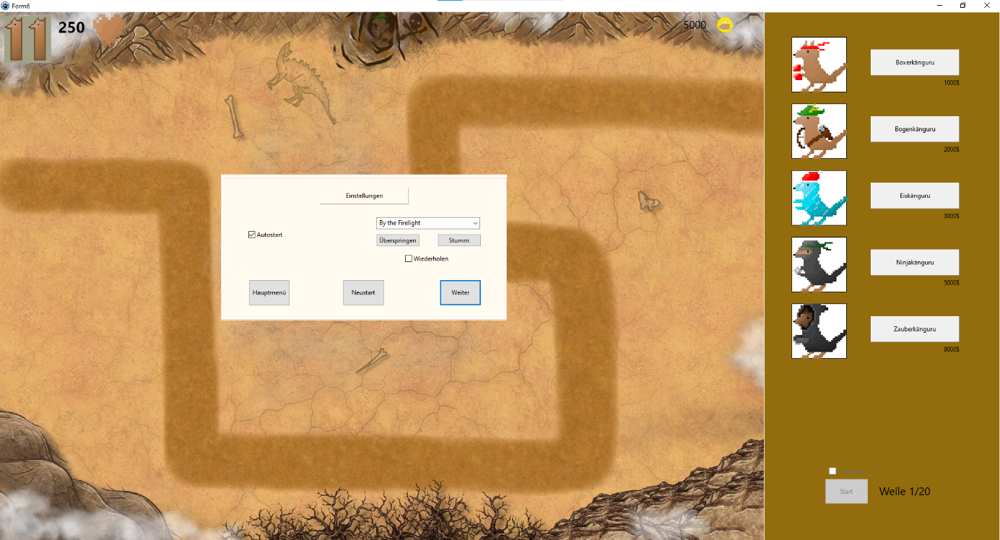 Form6
250
5000
Boxerkänguru
1000$
Bogenkänguru
2000$
Eiskänguru
3000$
Ninjakänguru
5000$
Zauberkänguru
8000$
Einstellungen
By the Firelight
Autostart
Überspringen
Stumm
Wiederholen
Hauptmenü
Neustart
Weiter
Start
Welle 1/20